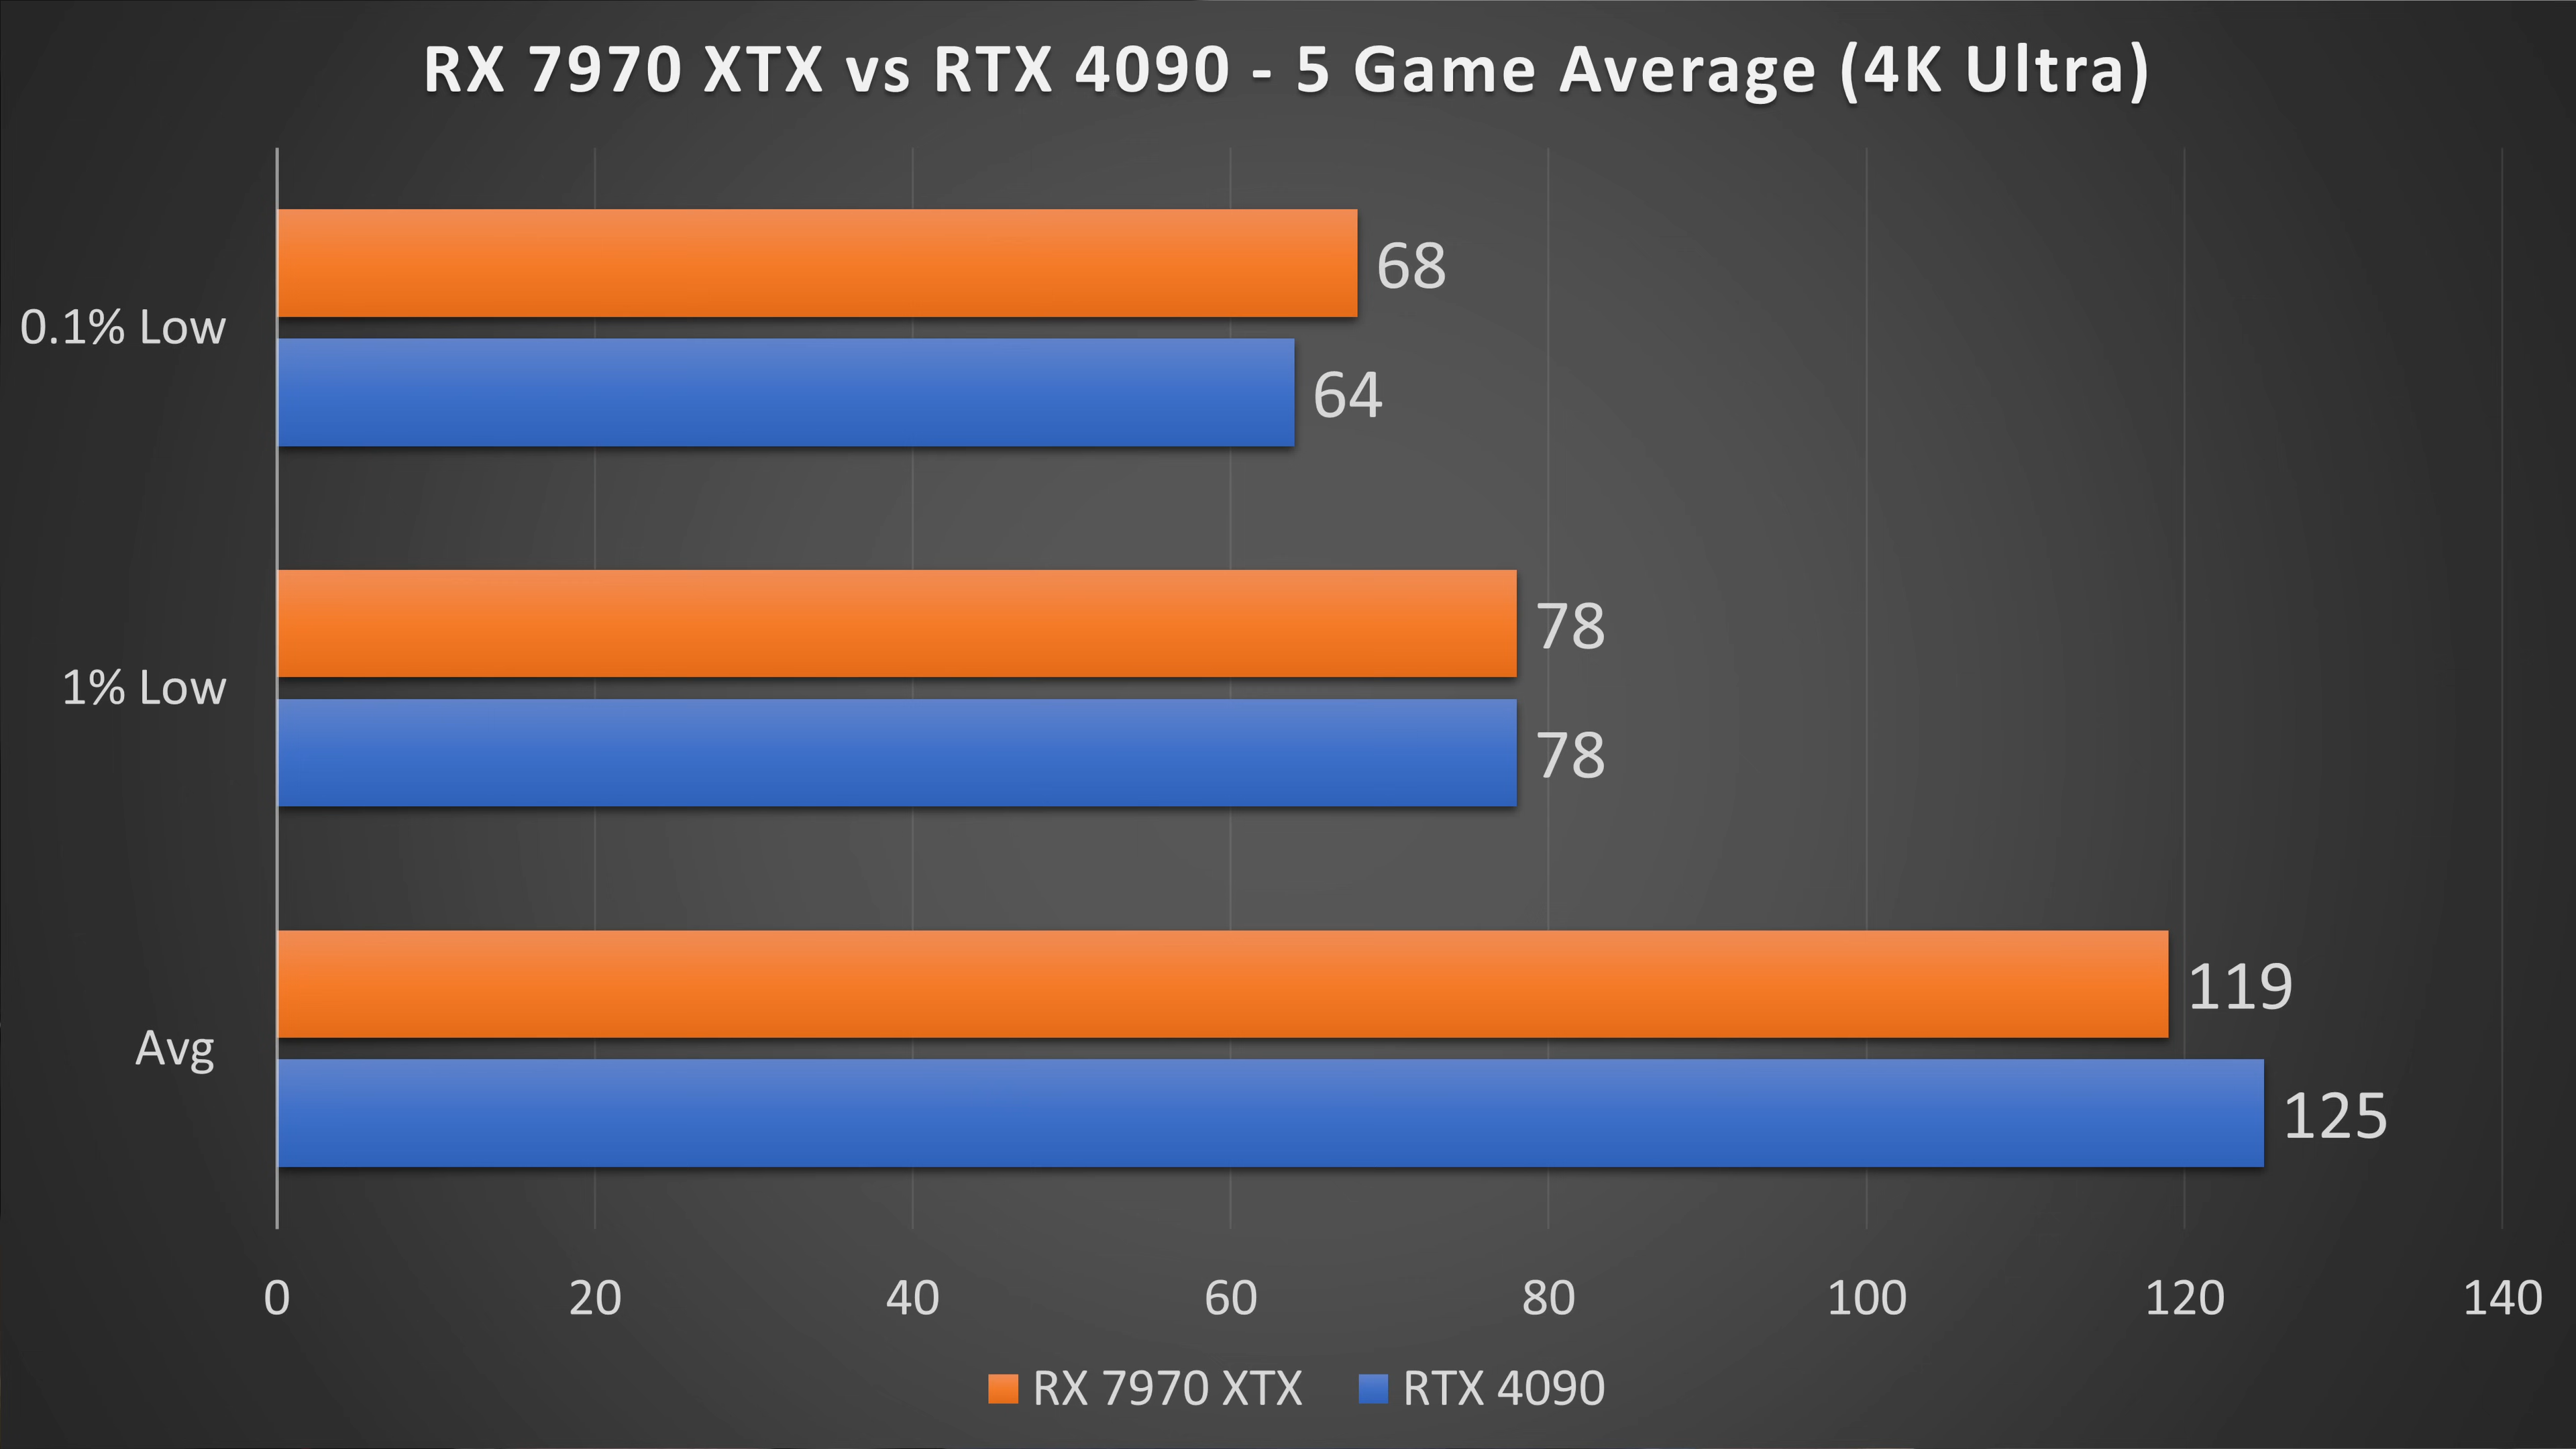 RX 7970 XTX vs RTX 4090 - 5 Game Average (4K Ultra)
68
0.1% Low
64
78
1% Low
78
119
Avg
125
0 20 40 60 80 100 120 140
RX 7970 XTX RTX 4090